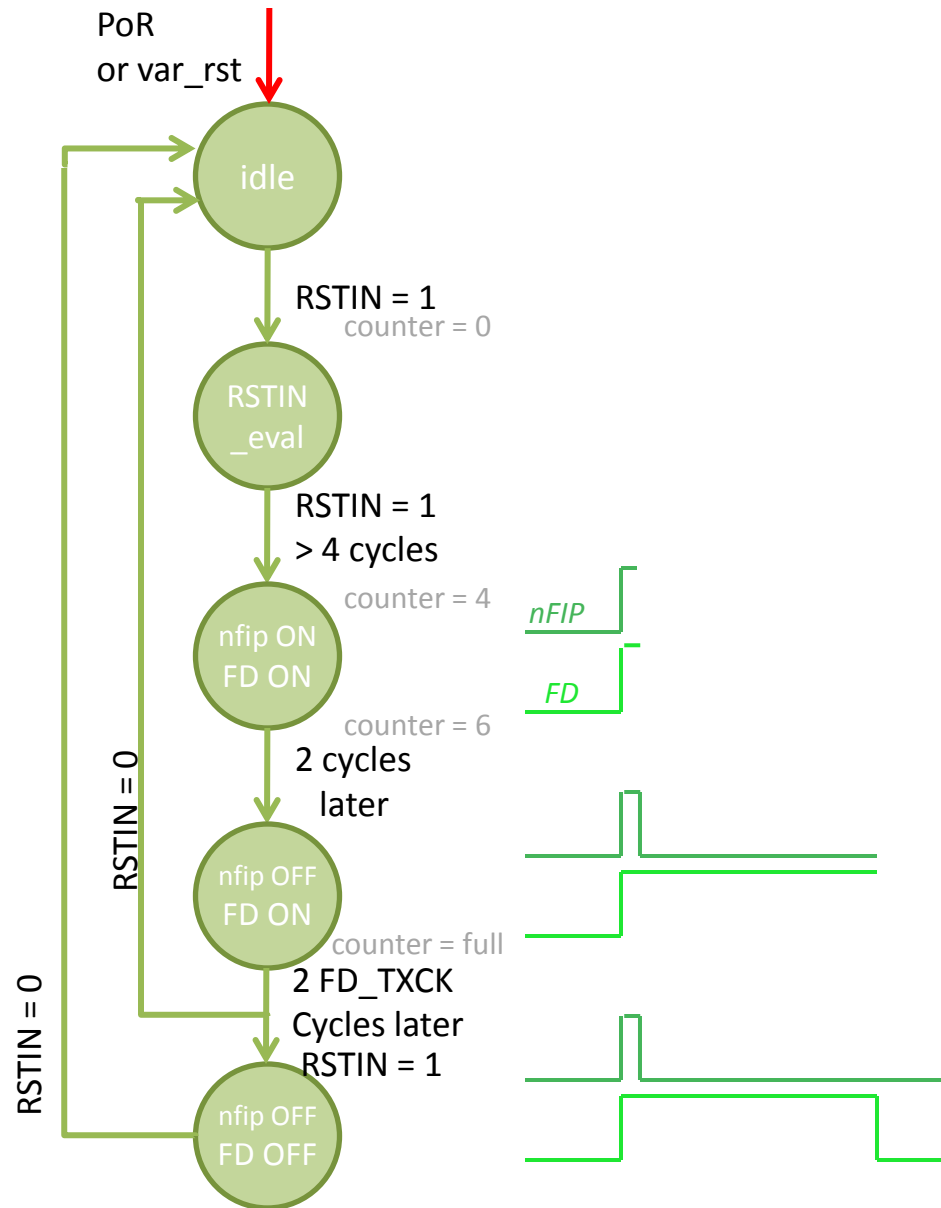 PoR
or var_rst
idle
RSTIN = 1
counter = 0
RSTIN
_eval
RSTIN = 1
> 4 cycles
counter = 4
nFIP
nfip ON
FD ON
FD
counter = 6
2 cycles
later
RSTIN = 0
nfip OFF
FD ON
counter = full
2 FD_TXCK
Cycles later
RSTIN = 1
RSTIN = 0
nfip OFF
FD OFF